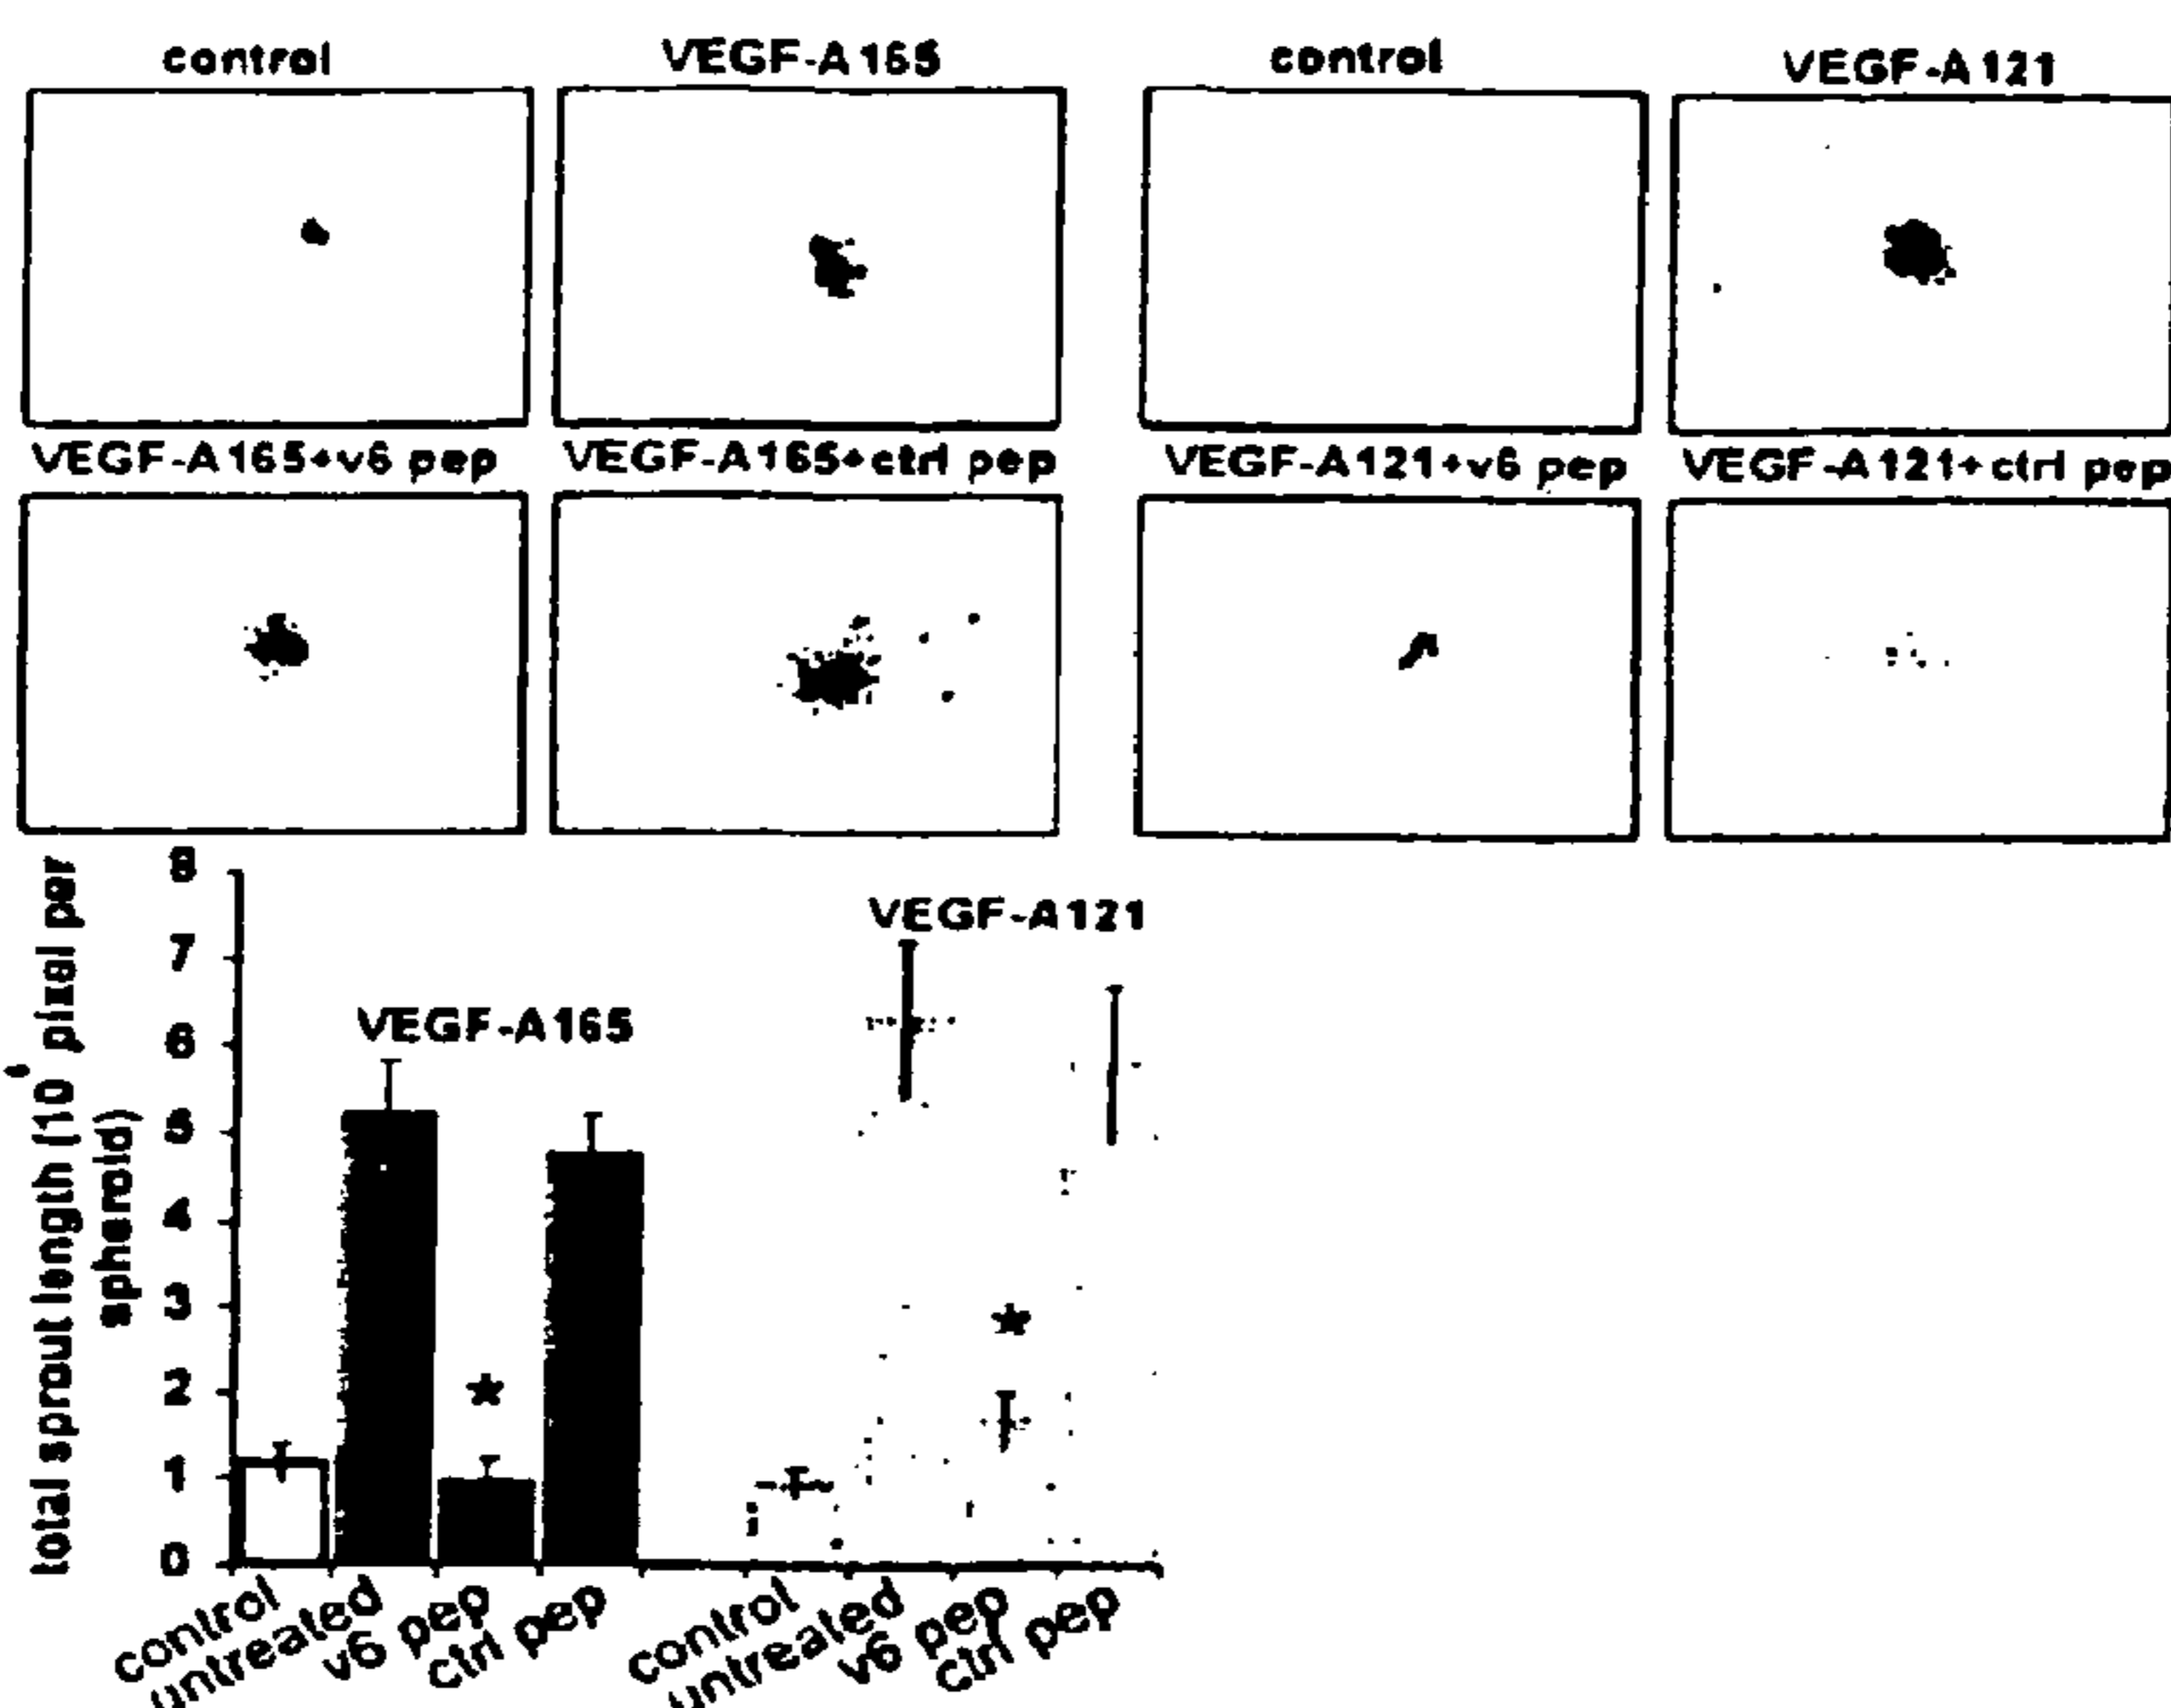 control VEGF-A165 control VEGF-A121
VEGF-A165+v6 pep VEGF-A165+ctrl pep VEGF-A121+v6 pep VEGF-A121+ctrl pep
total sprout length (10 pixel per
spheroid)
8
7
6
5
4
3
2
1
0
VEGF-A165
VEGF-A121
*
*
control
untreated
v6 pep
Ctrl pep
control
untreated
v6 pep
Ctrl pep